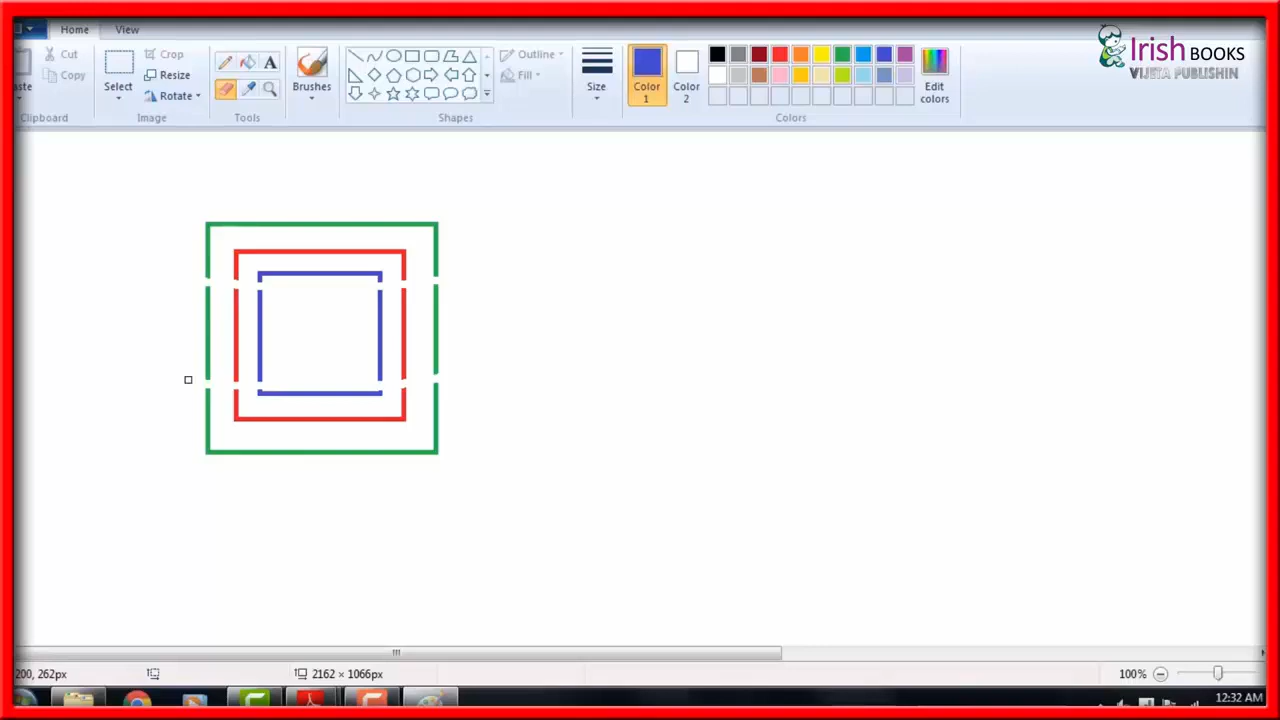 Home View
Irish BOOKS
VIJETA PUBLISHIN
Cut
Copy
aste
Clipboard
Select
Crop
Resize
Rotate
Image
A
Tools
Brushes
Shapes
Outline
Fill
Size
Color
1
Color
2
Edit
colors
Colors
200, 262px
2162 × 1066px
100%
12:32 AM